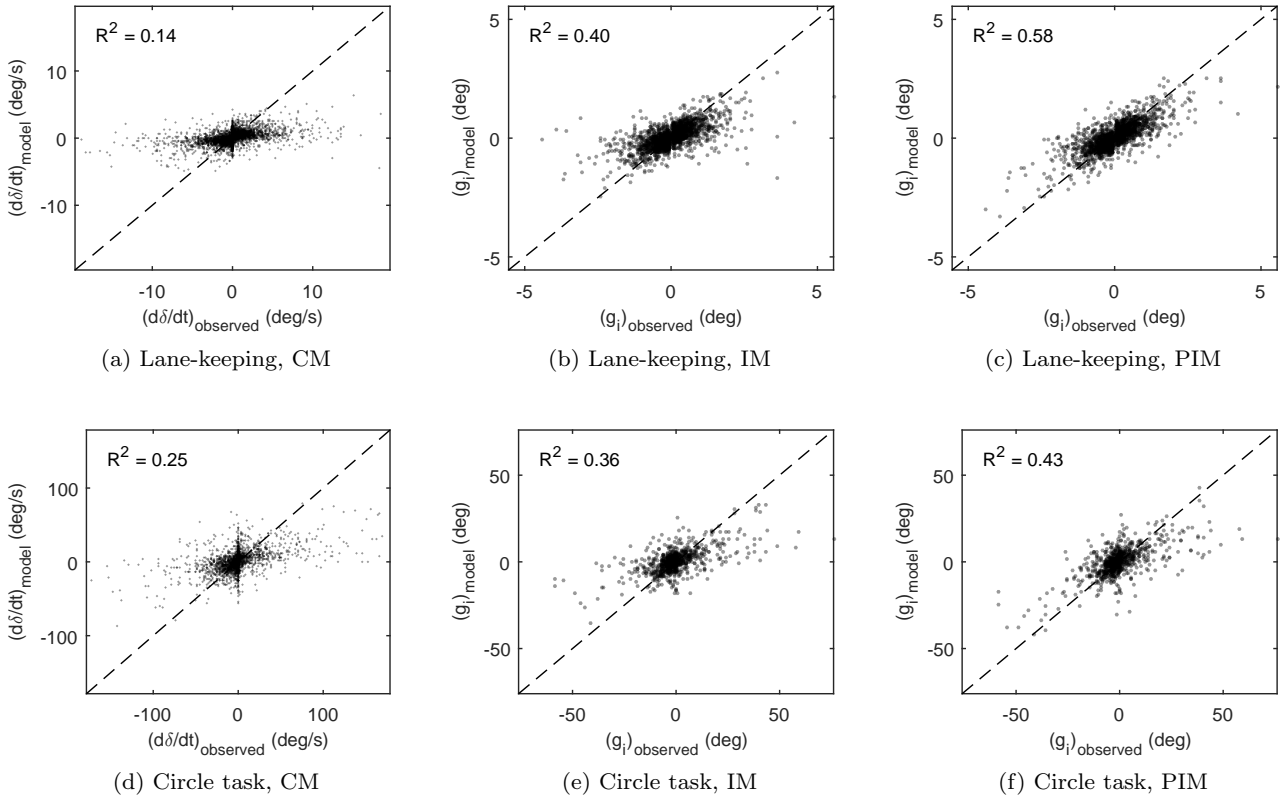 R² = 0.14
10
0
-10
(dδ/dt)model (deg/s)
-10 0 10
(dδ/dt)observed (deg/s)
(a) Lane-keeping, CM
R² = 0.40
5
0
-5
(gi)model (deg)
-5 0 5
(gi)observed (deg)
(b) Lane-keeping, IM
R² = 0.58
5
0
-5
(gi)model (deg)
-5 0 5
(gi)observed (deg)
(c) Lane-keeping, PIM
R² = 0.25
100
0
-100
(dδ/dt)model (deg/s)
-100 0 100
(dδ/dt)observed (deg/s)
(d) Circle task, CM
R² = 0.36
50
0
-50
(gi)model (deg)
-50 0 50
(gi)observed (deg)
(e) Circle task, IM
R² = 0.43
50
0
-50
(gi)model (deg)
-50 0 50
(gi)observed (deg)
(f) Circle task, PIM